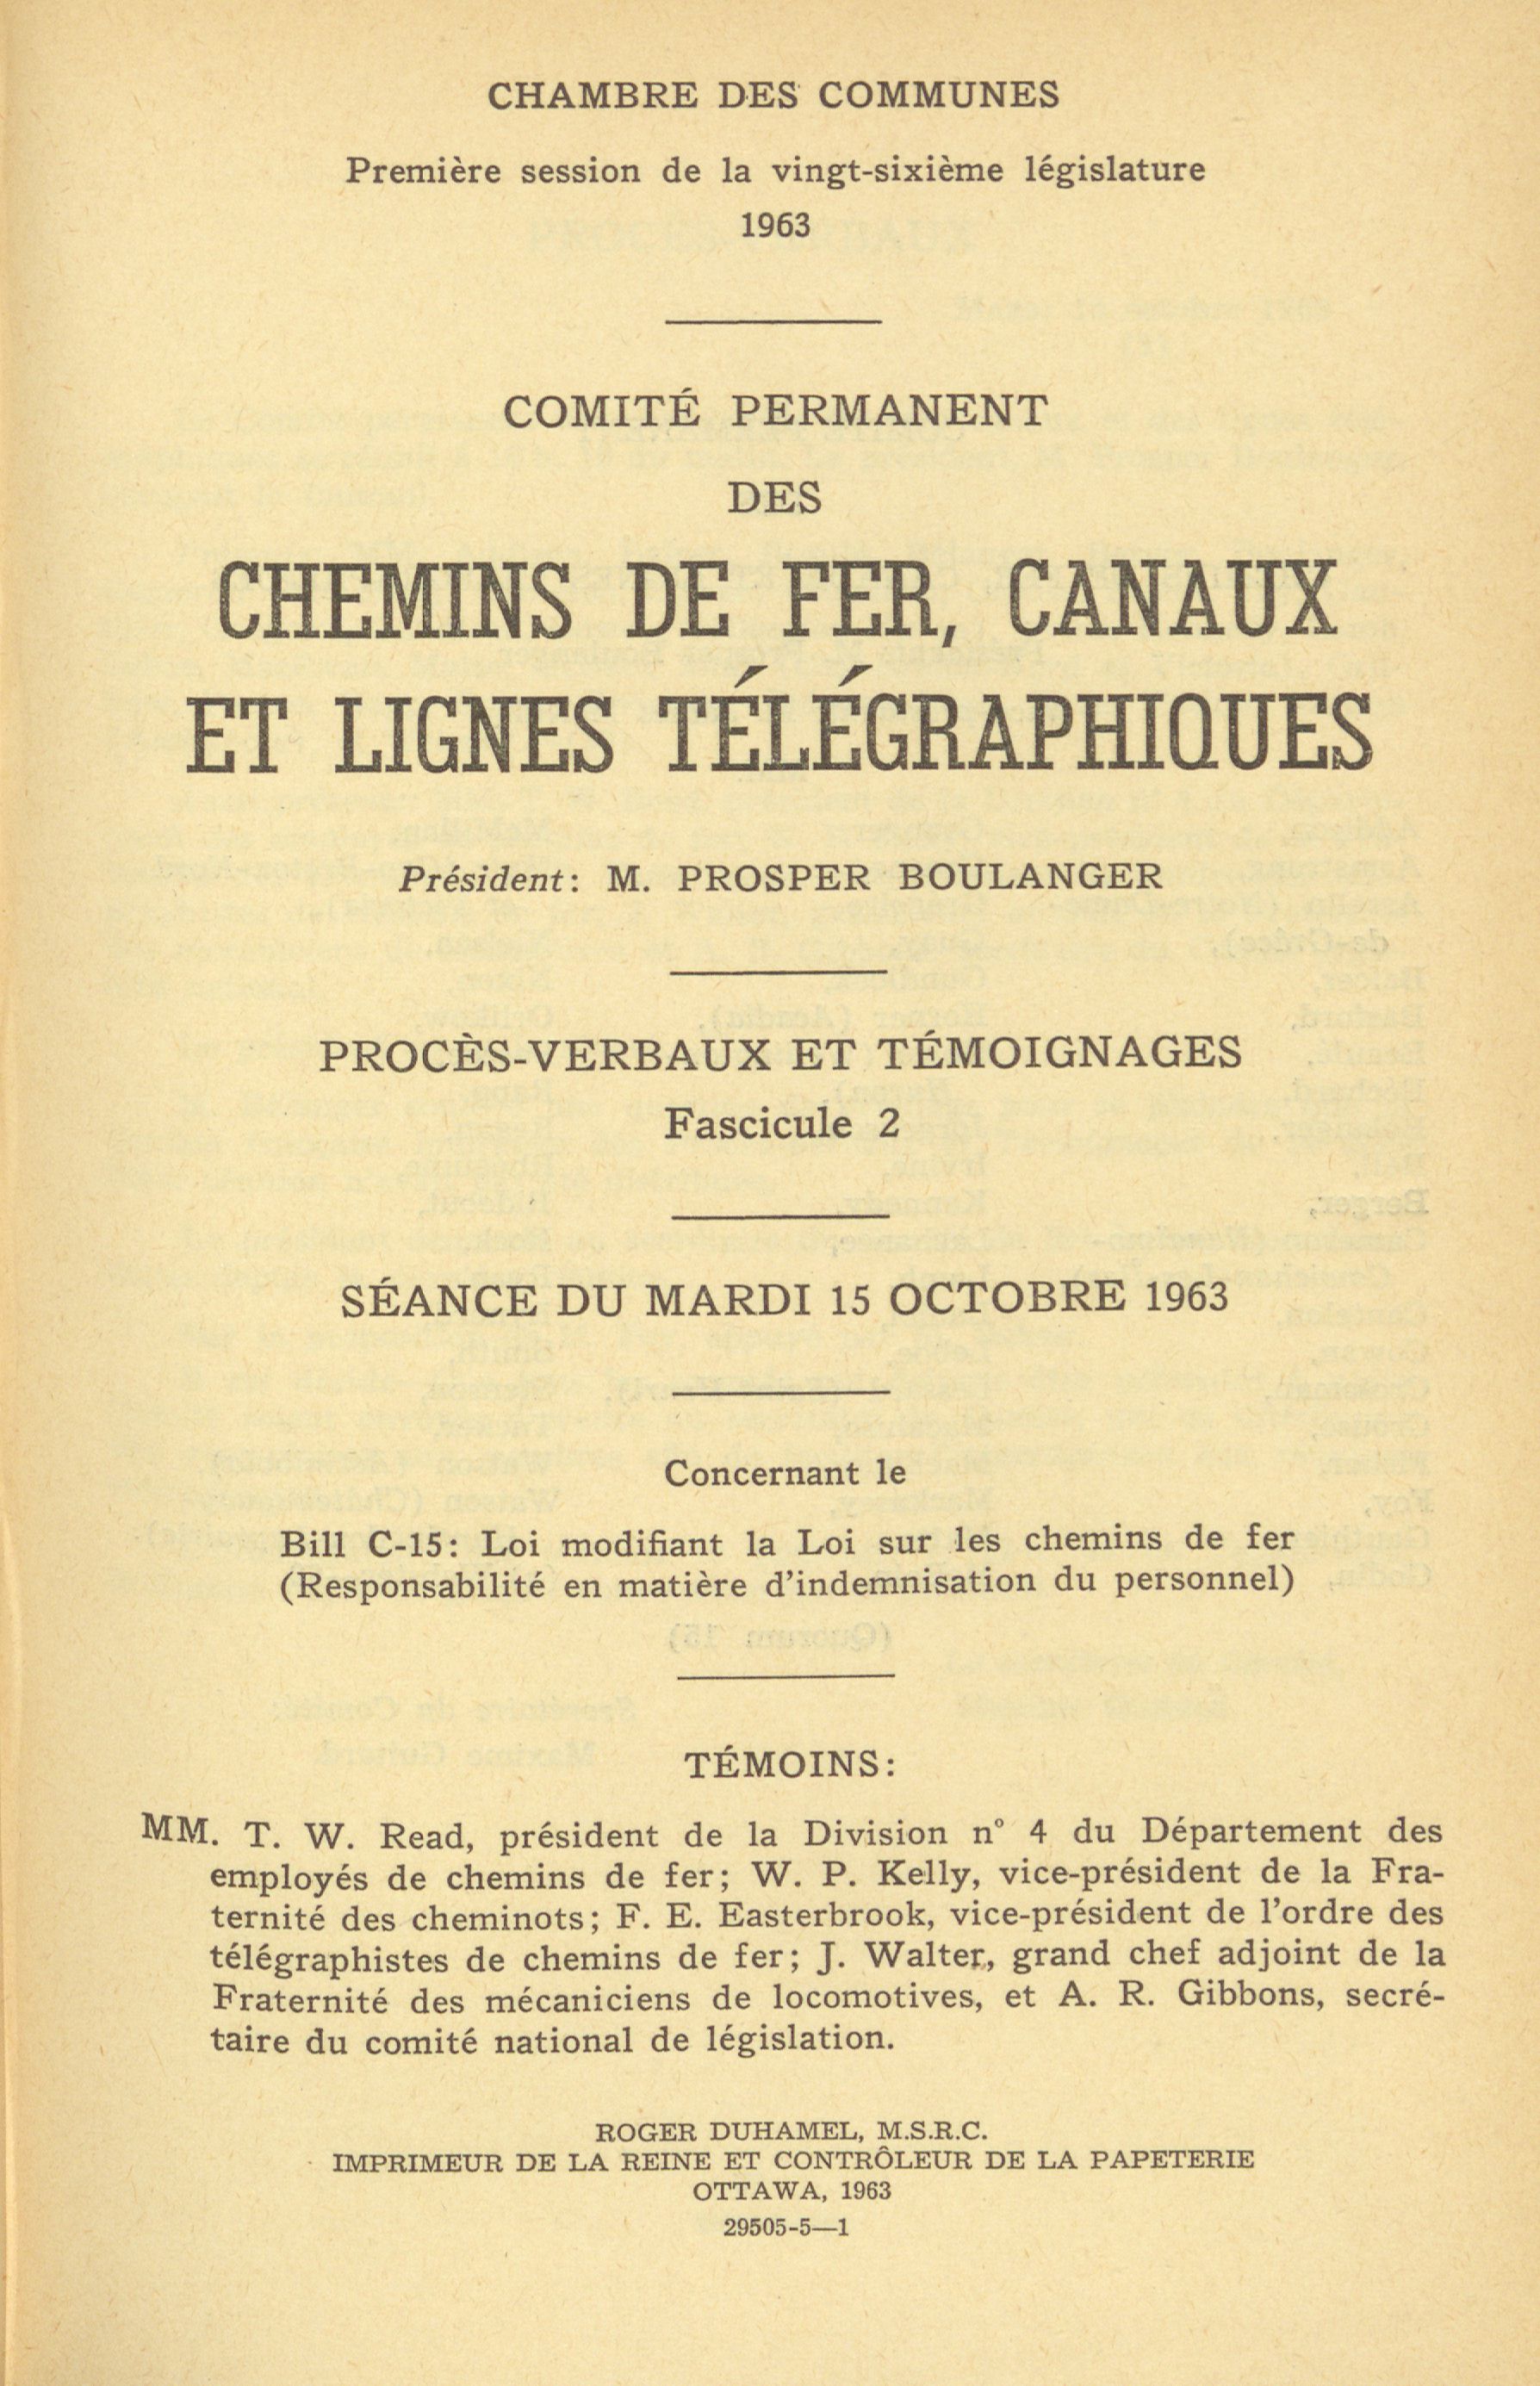 CHAMBRE DES COMMUNES
Première session de la vingt-sixième législature
1963
COMITÉ PERMANENT
DES
CHEMINS DE FER, CANAUX
ET LIGNES TÉLÉGRAPHIQUES
Président: M. PROSPER BOULANGER
PROCÈS-VERBAUX ET TÉMOIGNAGES
Fascicule 2
SÉANCE DU MARDI 15 OCTOBRE 1963
Concernant le
Bill C-15: Loi modifiant la Loi sur les chemins de fer
(Responsabilité en matière d'indemnisation du personnel)
TÉMOINS:
MM. T. W. Read, président de la Division n° 4 du Département des
employés de chemins de fer; W. P. Kelly, vice-président de la Fra-
ternité des cheminots; F. E. Easterbrook, vice-président de l'ordre des
télégraphistes de chemins de fer; J. Walter, grand chef adjoint de la
Fraternité des mécaniciens de locomotives, et A. R. Gibbons, secré-
taire du comité national de législation.
ROGER DUHAMEL, M.S.R.C.
IMPRIMEUR DE LA REINE ET CONTRÔLEUR DE LA PAPETERIE
OTTAWA, 1963
29505-5—1